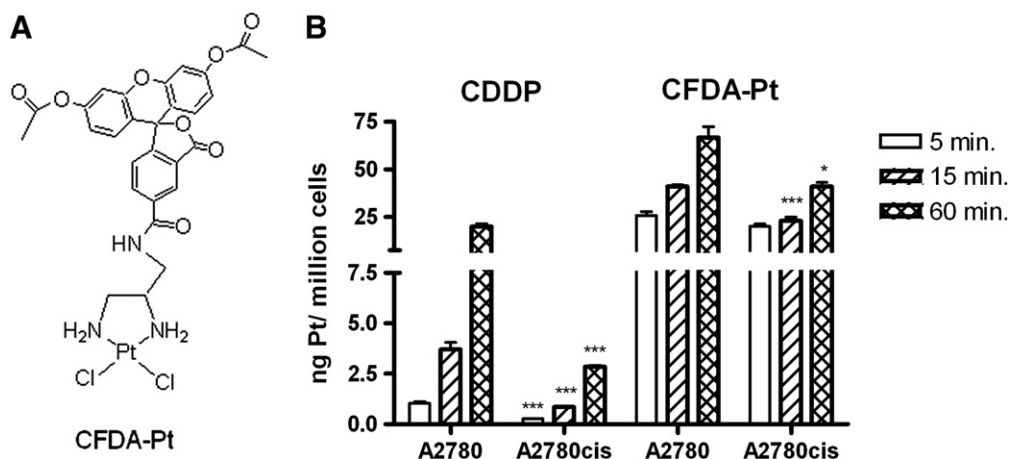 A
O
O
O
O
O
O
O
O
HN
H2N
NH2
Pt
Cl
Cl
CFDA-Pt
B
CDDP
CFDA-Pt
ng Pt/ million cells
75
50
25
7.5
5.0
2.5
0.0
***
***
***
***
*
A2780
A2780cis
A2780
A2780cis
5 min.
15 min.
60 min.